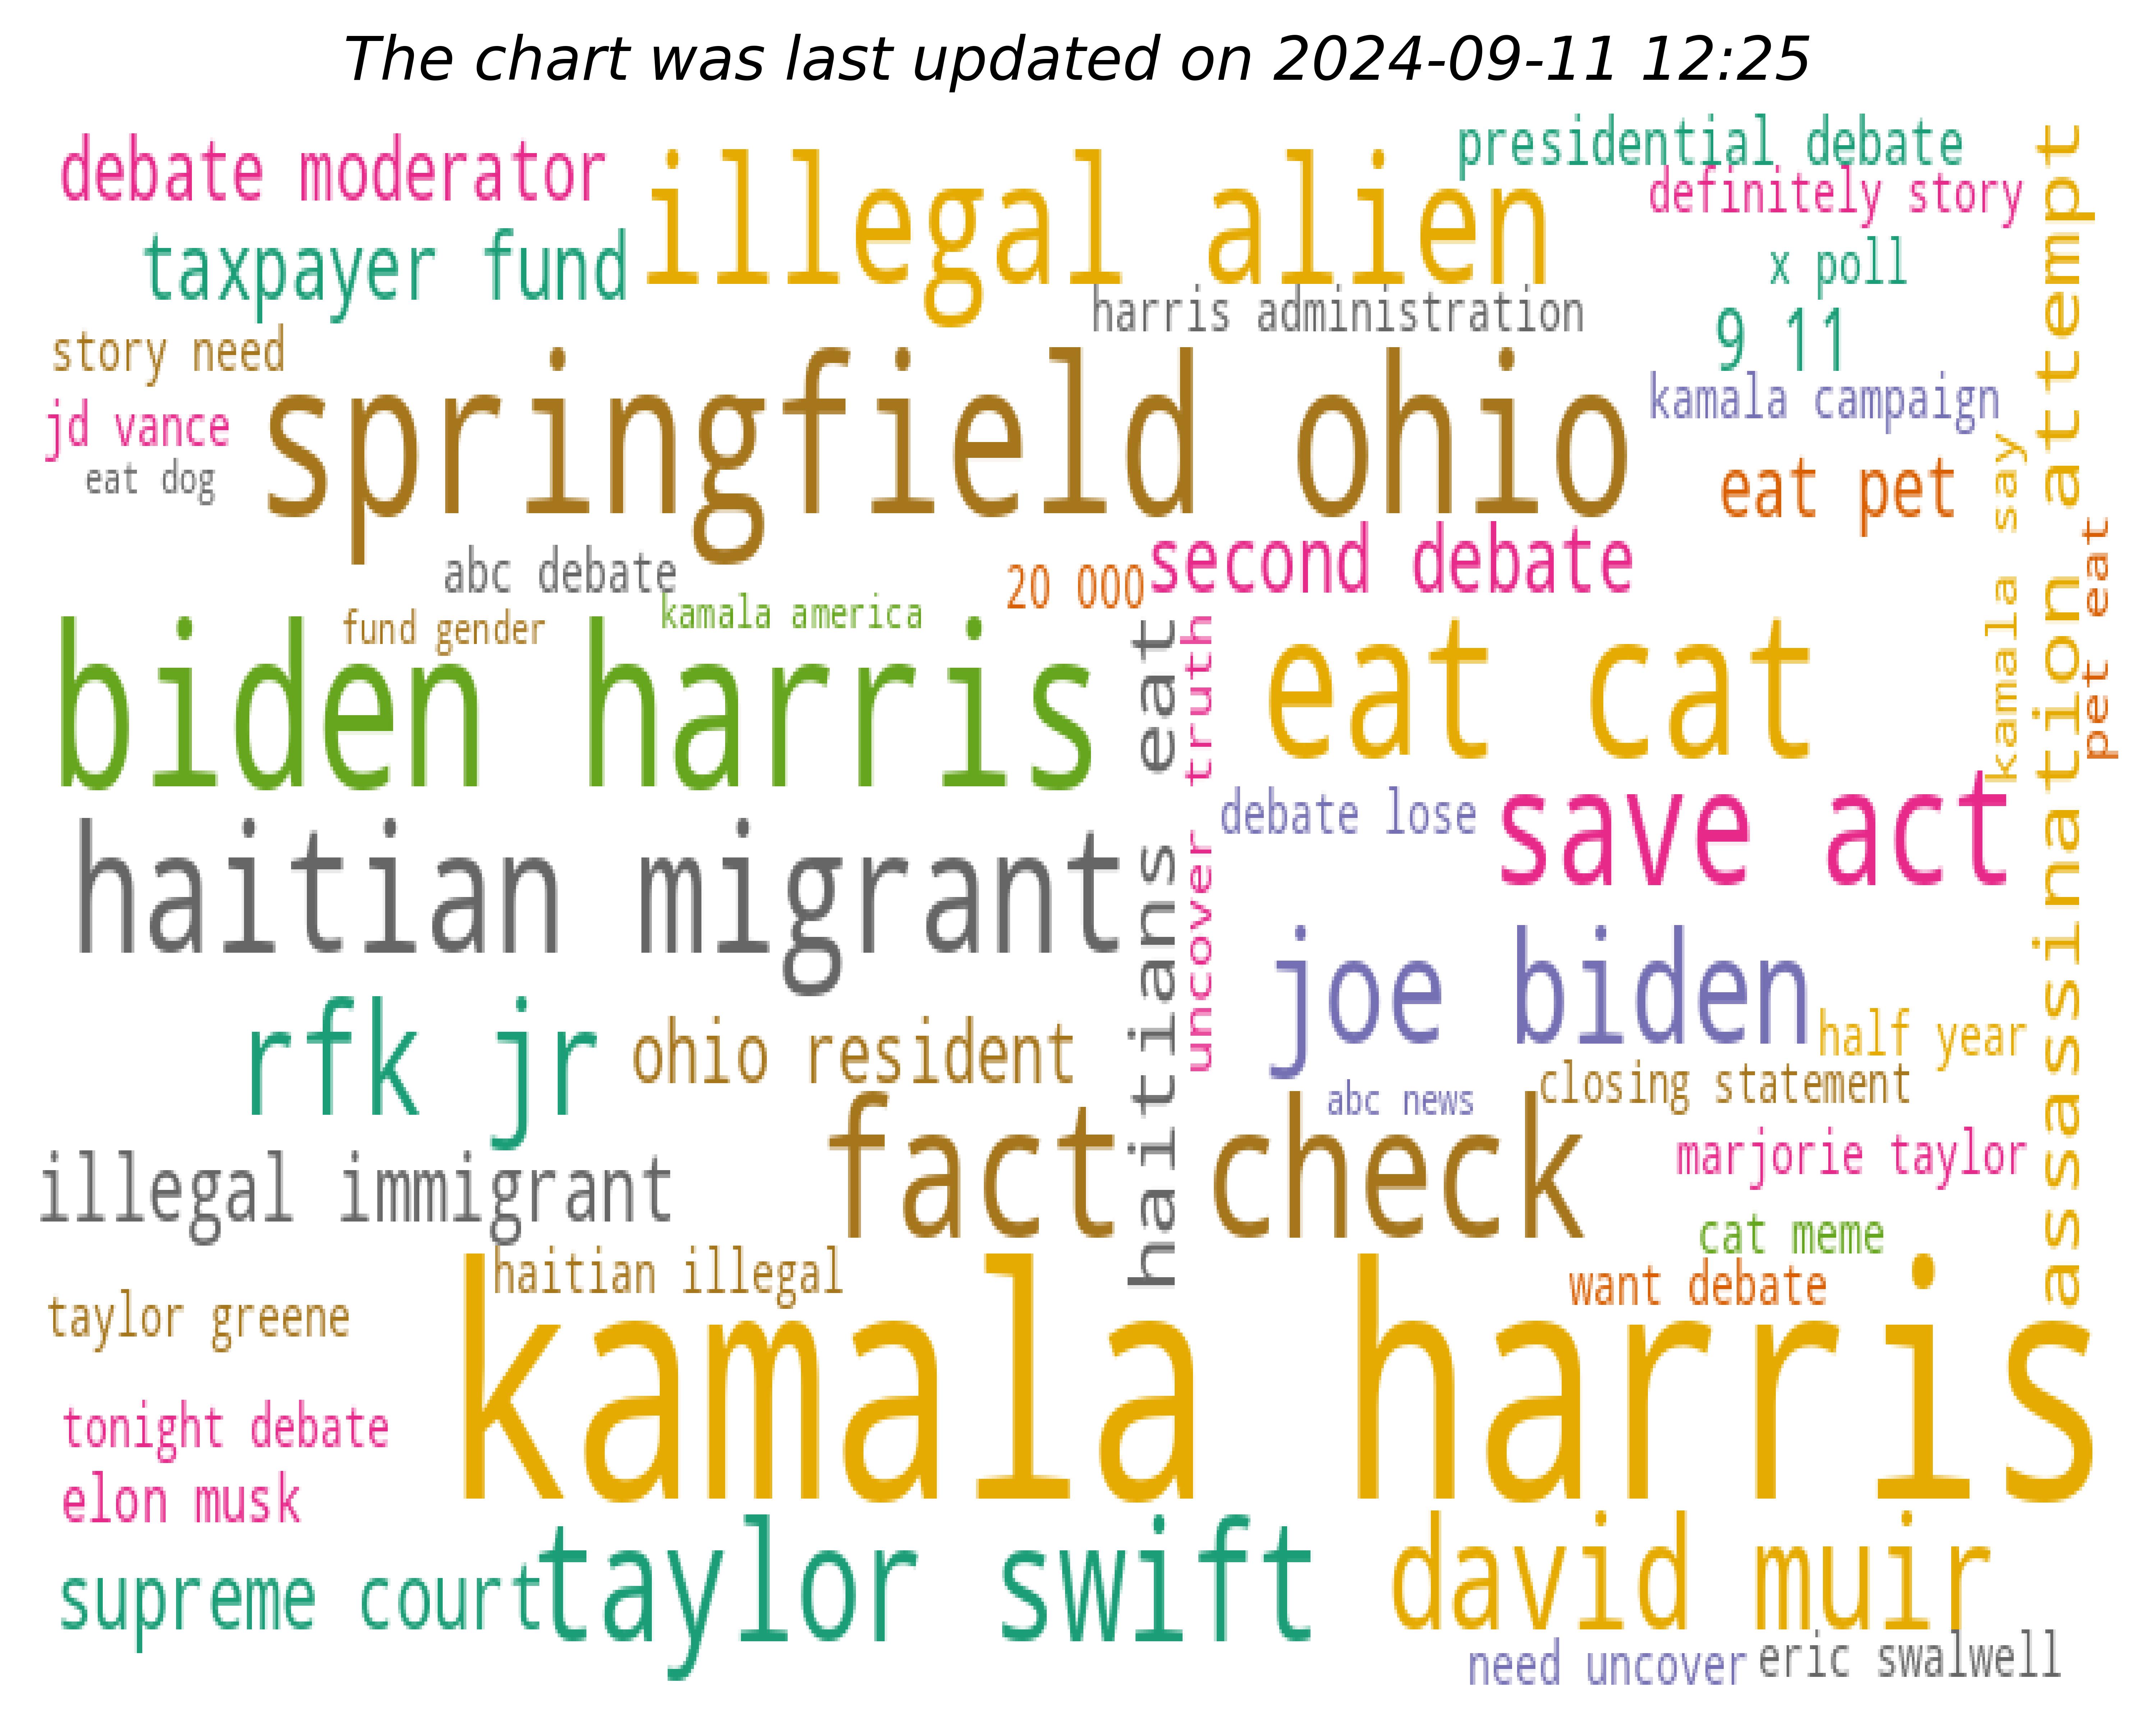 The chart was last updated on 2024-09-11 12:25
debate moderator
illegal alien
presidential debate
definitely story
taxpayer fund
x poll
harris administration
9 11
assassination attempt
story need
springfield ohio
kamala campaign
jd vance
eat dog
eat pet
kamala say
pet eat
abc debate
20 000
second debate
kamala america
fund gender
biden harris
haitians eat
uncover truth
eat cat
debate lose
save act
haitian migrant
joe biden
rfk jr
ohio resident
half year
closing statement
abc news
fact check
marjorie taylor
illegal immigrant
cat meme
haitian illegal
want debate
taylor greene
kamala harris
tonight debate
elon musk
supreme court
taylor swift
david muir
need uncover
eric swalwell